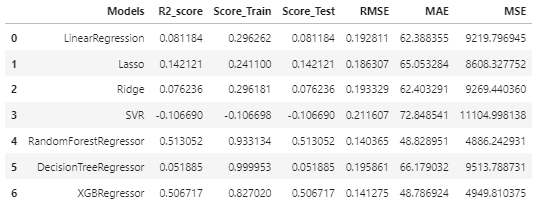 Models R2_score Score_Train Score_Test RMSE MAE MSE
0 LinearRegression 0.081184 0.296262 0.081184 0.192811 62.388355 9219.796945
1 Lasso 0.142121 0.241100 0.142121 0.186307 65.053284 8608.327752
2 Ridge 0.076236 0.296181 0.076236 0.193329 62.403291 9269.440360
3 SVR -0.106690 -0.106698 -0.106690 0.211607 72.848541 11104.998138
4 RandomForestRegressor 0.513052 0.933134 0.513052 0.140365 48.828951 4886.242931
5 DecisionTreeRegressor 0.051885 0.999953 0.051885 0.195861 66.179032 9513.788731
6 XGBRegressor 0.506717 0.827020 0.506717 0.141275 48.786924 4949.810375